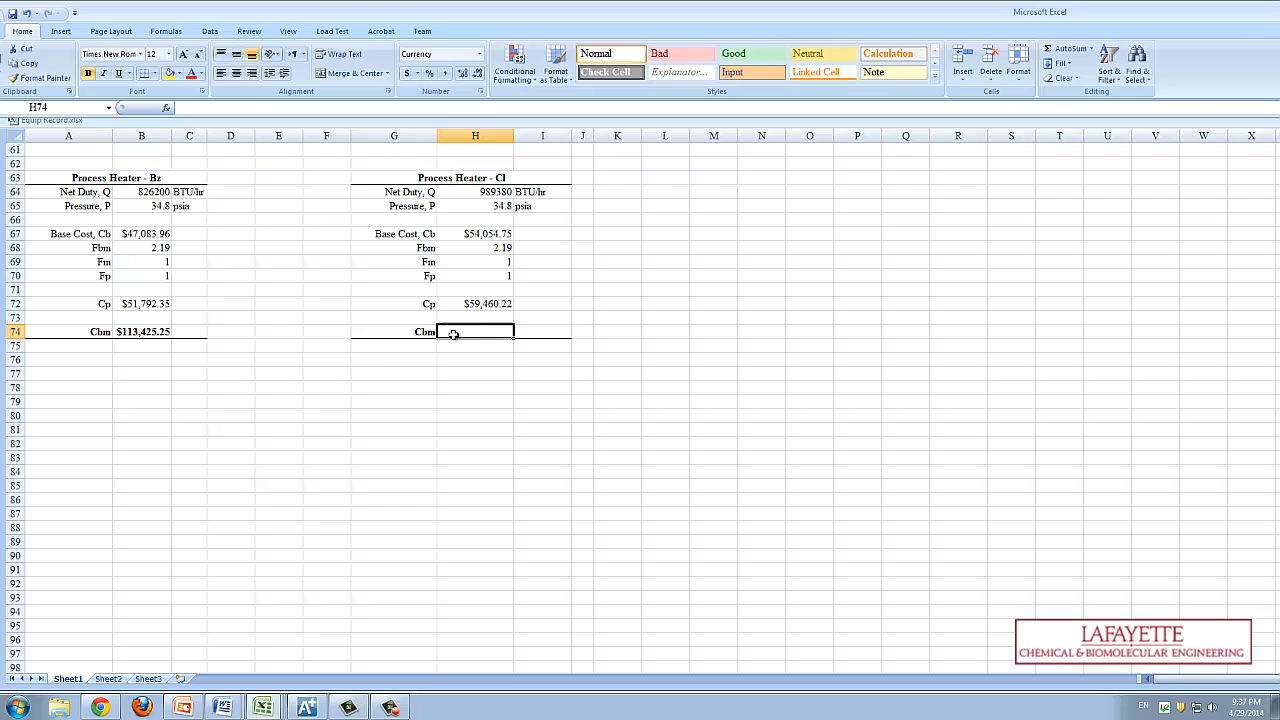 Microsoft Excel
Home Insert Page Layout Formulas Data Review View Load Test Acrobat Team
Cut
Copy
Format Painter
Clipboard
Times New Rom 12
B I U
Font
Wrap Text
Merge & Center
Alignment
Currency
$ % ,
Number
Conditional Formatting
Format as Table
Normal Bad Good Neutral Calculation
Check Cell Explanator... Input Linked Cell Note
Styles
Insert Delete Format
Cells
AutoSum
Fill
Clear
Sort & Filter
Find & Select
Editing
H74 fx
Equip Record.xlsx
A B C D E F G H I J K L M N O P Q R S T U V W X
61
62
63 Process Heater - Bz Process Heater - Cl
64 Net Duty, Q 826200 BTU/hr Net Duty, Q 989380 BTU/hr
65 Pressure, P 34.8 psia Pressure, P 34.8 psia
66
67 Base Cost, Cb $47,083.96 Base Cost, Cb $54,054.75
68 Fbm 2.19 Fbm 2.19
69 Fm 1 Fm 1
70 Fp 1 Fp 1
71
72 Cp $51,792.35 Cp $59,460.22
73
74 Cbm $113,425.25 Cbm
75
76
77
78
79
80
81
82
83
84
85
86
87
88
89
90
91
92
93
94
95
96
97
98
LAFAYETTE
CHEMICAL & BIOMOLECULAR ENGINEERING
Sheet1 Sheet2 Sheet3
EN
9:37 PM
4/29/2014